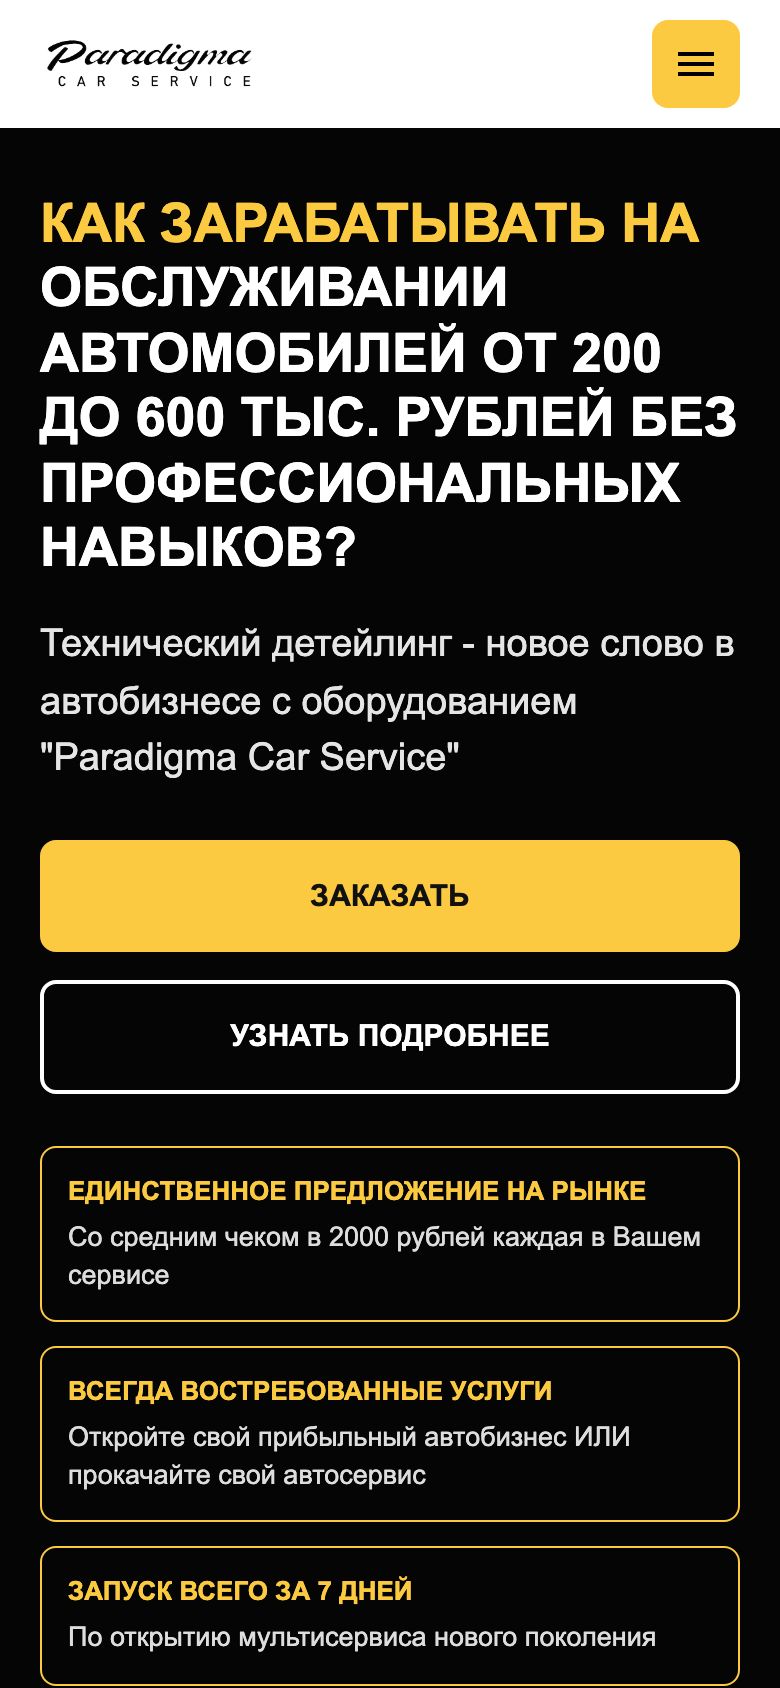 Paradigma
CAR SERVICE
КАК ЗАРАБАТЫВАТЬ НА
ОБСЛУЖИВАНИИ
АВТОМОБИЛЕЙ ОТ 200
ДО 600 ТЫС. РУБЛЕЙ БЕЗ
ПРОФЕССИОНАЛЬНЫХ
НАВЫКОВ?
Технический детейлинг - новое слово в
автобизнесе с оборудованием
"Paradigma Car Service"
ЗАКАЗАТЬ
УЗНАТЬ ПОДРОБНЕЕ
ЕДИНСТВЕННОЕ ПРЕДЛОЖЕНИЕ НА РЫНКЕ
Со средним чеком в 2000 рублей каждая в Вашем
сервисе
ВСЕГДА ВОСТРЕБОВАННЫЕ УСЛУГИ
Откройте свой прибыльный автобизнес ИЛИ
прокачайте свой автосервис
ЗАПУСК ВСЕГО ЗА 7 ДНЕЙ
По открытию мультисервиса нового поколения